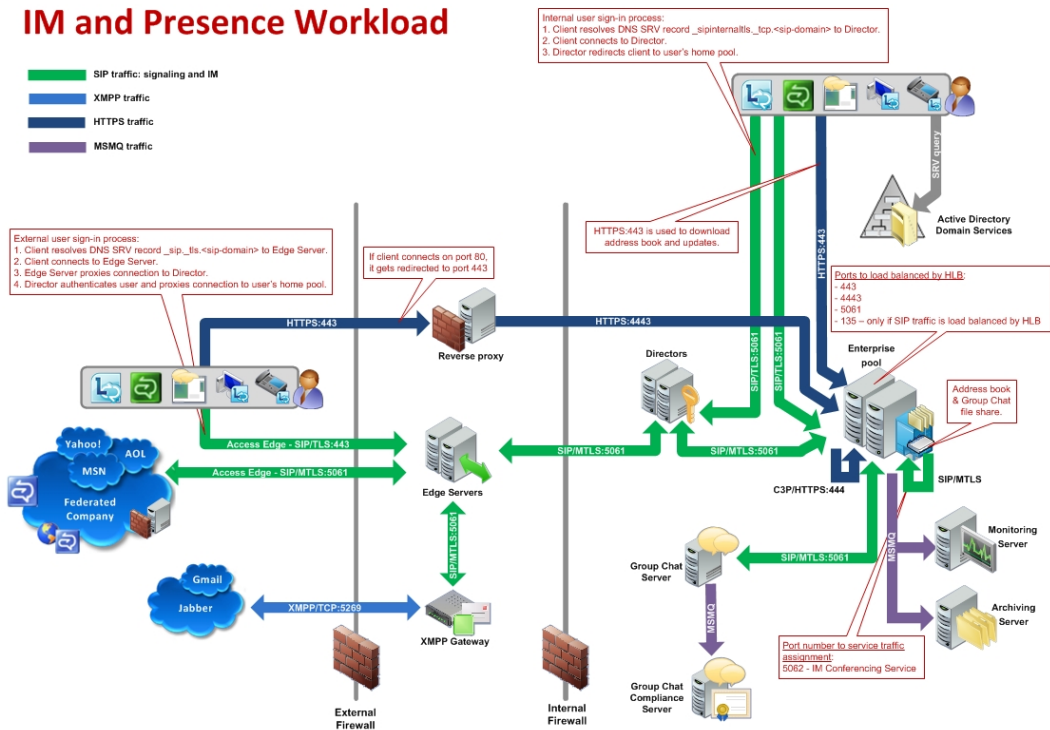 IM and Presence Workload
SIP traffic: signaling and IM
XMPP traffic
HTTPS traffic
MSMQ traffic
Internal user sign-in process:
1. Client resolves DNS SRV record _sipinternaltls._tcp.<sip-domain> to Director.
2. Client connects to Director.
3. Director redirects client to user's home pool.
SRV query
Active Directory
Domain Services
HTTPS:443 is used to download
address book and updates.
HTTPS:443
External user sign-in process:
1. Client resolves DNS SRV record _sip._tls.<sip-domain> to Edge Server.
2. Client connects to Edge Server.
3. Edge Server proxies connection to Director.
4. Director authenticates user and proxies connection to user's home pool.
If client connects on port 80,
it gets redirected to port 443
Ports to load balanced by HLB:
- 443
- 4443
- 5061
- 135 – only if SIP traffic is load balanced by HLB
HTTPS:443
HTTPS:4443
Reverse proxy
Directors
SIP/TLS:5061
SIP/TLS:5061
Enterprise
pool
Address book
& Group Chat
file share.
Access Edge - SIP/TLS:443
Access Edge - SIP/MTLS:5061
SIP/MTLS:5061
SIP/MTLS:5061
Yahoo!
AOL
MSN
Federated
Company
Edge Servers
C3P/HTTPS:444
SIP/MTLS
SIP/MTLS:5061
SIP/MTLS:5061
MSMQ
Monitoring
Server
Group Chat
Server
Gmail
Jabber
XMPP/TCP:5269
XMPP Gateway
MSMQ
Archiving
Server
Port number to service traffic
assignment:
5062 - IM Conferencing Service
Group Chat
Compliance
Server
External
Firewall
Internal
Firewall